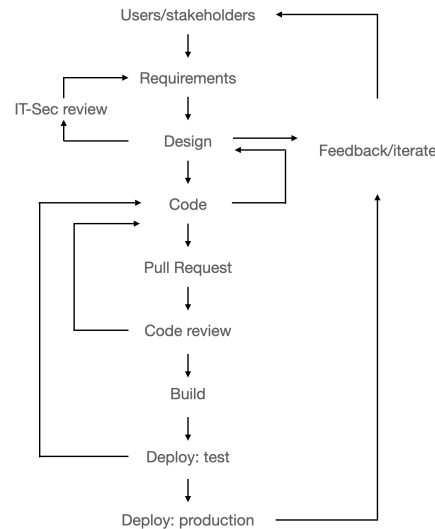 Users/stakeholders
Requirements
IT-Sec review
Design
Feedback/iterate
Code
Pull Request
Code review
Build
Deploy: test
Deploy: production